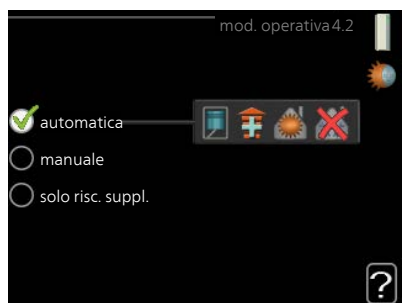 mod. operativa 4.2
automatica
manuale
solo risc. suppl.
?